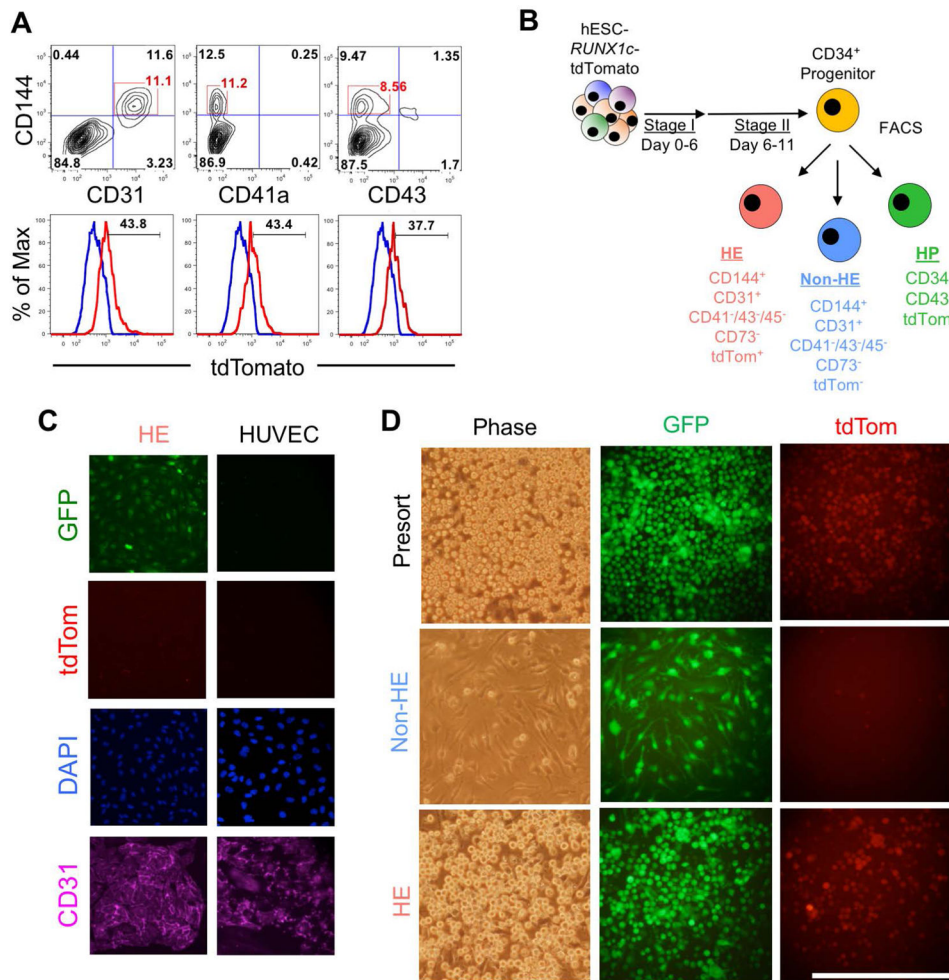 A
0.44 11.6
11.1
84.8 3.23
12.5 0.25
11.2
86.9 0.42
9.47 1.35
8.56
87.5 1.7
CD144
CD31 CD41a CD43
43.8 43.4 37.7
% of Max
tdTomato
B
hESC-
RUNX1c-
tdTomato
Stage I
Day 0-6
Stage II
Day 6-11
CD34⁺
Progenitor
FACS
HE
CD144⁺
CD31⁺
CD41⁻/43⁻/45⁻
CD73⁻
tdTom⁺
Non-HE
CD144⁺
CD31⁺
CD41⁻/43⁻/45⁻
CD73⁻
tdTom⁻
HP
CD34
CD43
tdTom
C
HE HUVEC
GFP
tdTom
DAPI
CD31
D
Phase GFP tdTom
Presort
Non-HE
HE